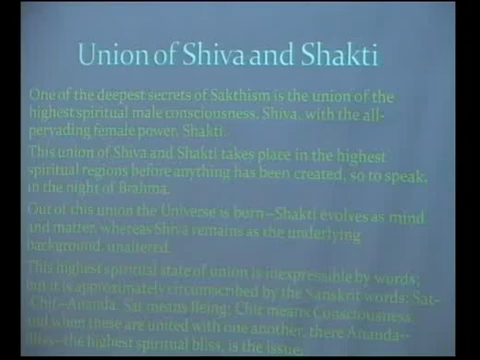 Union of Shiva and Shakti
One of the deepest secrets of Sakthism is the union of the
highest spiritual male consciousness, Shiva, with the all-
pervading female power, Shakti.
This union of Shiva and Shakti takes place in the highest
spiritual regions before anything has been created, so to speak,
in the night of Brahma.
Out of this union the Universe is born—Shakti evolves as mind
and matter, whereas Shiva remains as the underlying
background, unaltered.
This highest spiritual state of union is inexpressible by words;
but it is approximately circumscribed by the Sanskrit words: Sat-
Chit-Ananda. Sat means Being; Chit means Consciousness
and when these are united with one another, there Ananda—
Bliss—the highest spiritual bliss, is the issue.